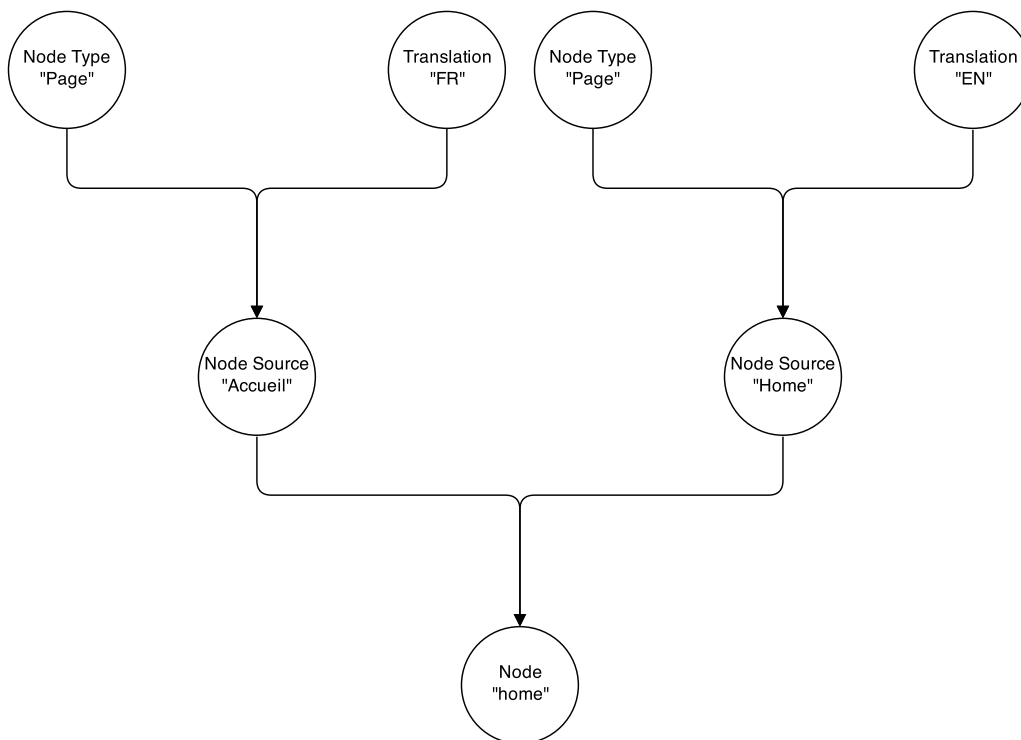 Node Type
"Page"
Translation
"FR"
Node Type
"Page"
Translation
"EN"
Node Source
"Accueil"
Node Source
"Home"
Node
"home"